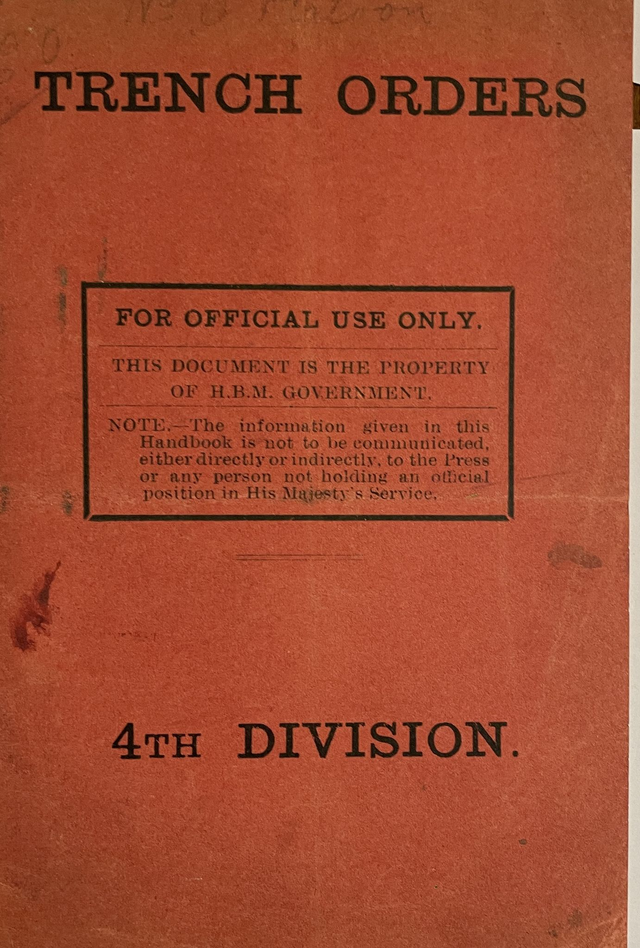 TRENCH ORDERS
FOR OFFICIAL USE ONLY.
THIS DOCUMENT IS THE PROPERTY
OF H.B.M. GOVERNMENT.
NOTE.—The information given in this
Handbook is not to be communicated,
either directly or indirectly, to the Press
or any person not holding an official
position in His Majesty's Service.
4TH DIVISION.